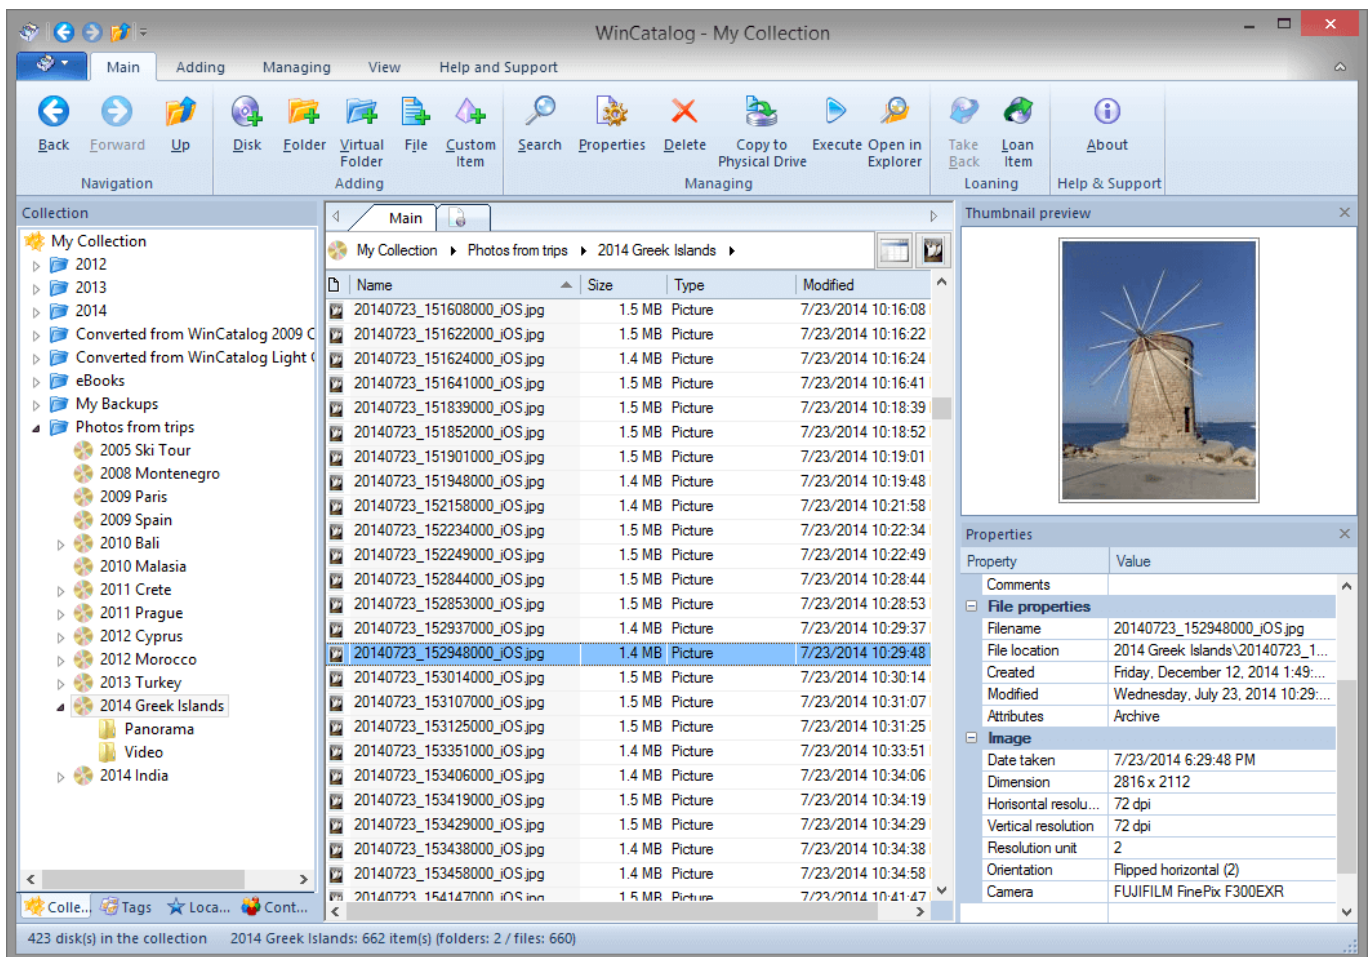 WinCatalog - My Collection
Main Adding Managing View Help and Support
Back Forward Up Disk Folder Virtual Folder File Custom Item Search Properties Delete Copy to Physical Drive Execute Open in Explorer Take Back Loan Item About
Navigation Adding Managing Loaning Help & Support
Collection
My Collection
2012
2013
2014
Converted from WinCatalog 2009 C
Converted from WinCatalog Light
eBooks
My Backups
Photos from trips
2005 Ski Tour
2008 Montenegro
2009 Paris
2009 Spain
2010 Bali
2010 Malasia
2011 Crete
2011 Prague
2012 Cyprus
2012 Morocco
2013 Turkey
2014 Greek Islands
Panorama
Video
2014 India
Colle... Tags Loca... Cont...
Main
My Collection Photos from trips 2014 Greek Islands
Name Size Type Modified
20140723_151608000_iOS.jpg 1.5 MB Picture 7/23/2014 10:16:08
20140723_151622000_iOS.jpg 1.5 MB Picture 7/23/2014 10:16:22
20140723_151624000_iOS.jpg 1.4 MB Picture 7/23/2014 10:16:24
20140723_151641000_iOS.jpg 1.5 MB Picture 7/23/2014 10:16:41
20140723_151839000_iOS.jpg 1.5 MB Picture 7/23/2014 10:18:39
20140723_151852000_iOS.jpg 1.5 MB Picture 7/23/2014 10:18:52
20140723_151901000_iOS.jpg 1.5 MB Picture 7/23/2014 10:19:01
20140723_151948000_iOS.jpg 1.4 MB Picture 7/23/2014 10:19:48
20140723_152158000_iOS.jpg 1.4 MB Picture 7/23/2014 10:21:58
20140723_152234000_iOS.jpg 1.5 MB Picture 7/23/2014 10:22:34
20140723_152249000_iOS.jpg 1.5 MB Picture 7/23/2014 10:22:49
20140723_152844000_iOS.jpg 1.5 MB Picture 7/23/2014 10:28:44
20140723_152853000_iOS.jpg 1.5 MB Picture 7/23/2014 10:28:53
20140723_152937000_iOS.jpg 1.4 MB Picture 7/23/2014 10:29:37
20140723_152948000_iOS.jpg 1.4 MB Picture 7/23/2014 10:29:48
20140723_153014000_iOS.jpg 1.5 MB Picture 7/23/2014 10:30:14
20140723_153107000_iOS.jpg 1.5 MB Picture 7/23/2014 10:31:07
20140723_153125000_iOS.jpg 1.5 MB Picture 7/23/2014 10:31:25
20140723_153351000_iOS.jpg 1.4 MB Picture 7/23/2014 10:33:51
20140723_153406000_iOS.jpg 1.4 MB Picture 7/23/2014 10:34:06
20140723_153419000_iOS.jpg 1.5 MB Picture 7/23/2014 10:34:19
20140723_153429000_iOS.jpg 1.5 MB Picture 7/23/2014 10:34:29
20140723_153438000_iOS.jpg 1.4 MB Picture 7/23/2014 10:34:38
20140723_153458000_iOS.jpg 1.4 MB Picture 7/23/2014 10:34:58
20140723_154147000_iOS.jpg 1.5 MB Picture 7/23/2014 10:41:47
Thumbnail preview
Properties
Property Value
Comments
File properties
Filename 20140723_152948000_iOS.jpg
File location 2014 Greek Islands\20140723_1...
Created Friday, December 12, 2014 1:49:...
Modified Wednesday, July 23, 2014 10:29:...
Attributes Archive
Image
Date taken 7/23/2014 6:29:48 PM
Dimension 2816 x 2112
Horisontal resolu... 72 dpi
Vertical resolution 72 dpi
Resolution unit 2
Orientation Flipped horizontal (2)
Camera FUJIFILM FinePix F300EXR
423 disk(s) in the collection 2014 Greek Islands: 662 item(s) (folders: 2 / files: 660)